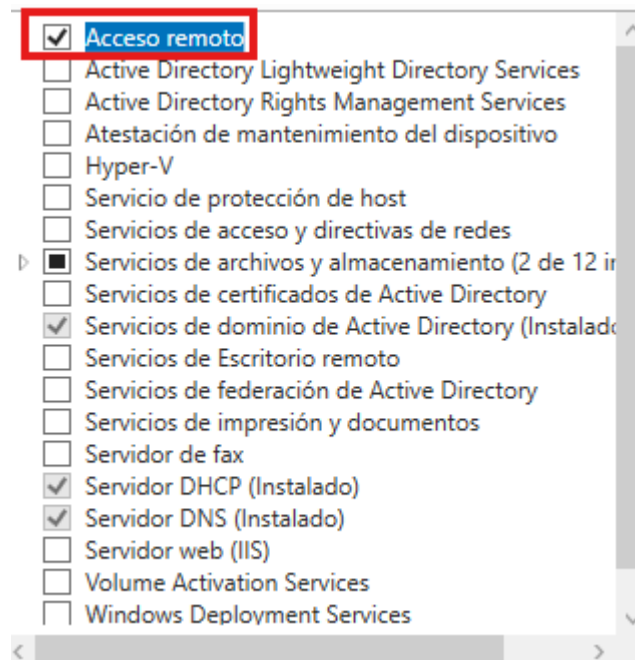 Acceso remoto
Active Directory Lightweight Directory Services
Active Directory Rights Management Services
Atestación de mantenimiento del dispositivo
Hyper-V
Servicio de protección de host
Servicios de acceso y directivas de redes
Servicios de archivos y almacenamiento (2 de 12 in
Servicios de certificados de Active Directory
Servicios de dominio de Active Directory (Instalado
Servicios de Escritorio remoto
Servicios de federación de Active Directory
Servicios de impresión y documentos
Servidor de fax
Servidor DHCP (Instalado)
Servidor DNS (Instalado)
Servidor web (IIS)
Volume Activation Services
Windows Deployment Services